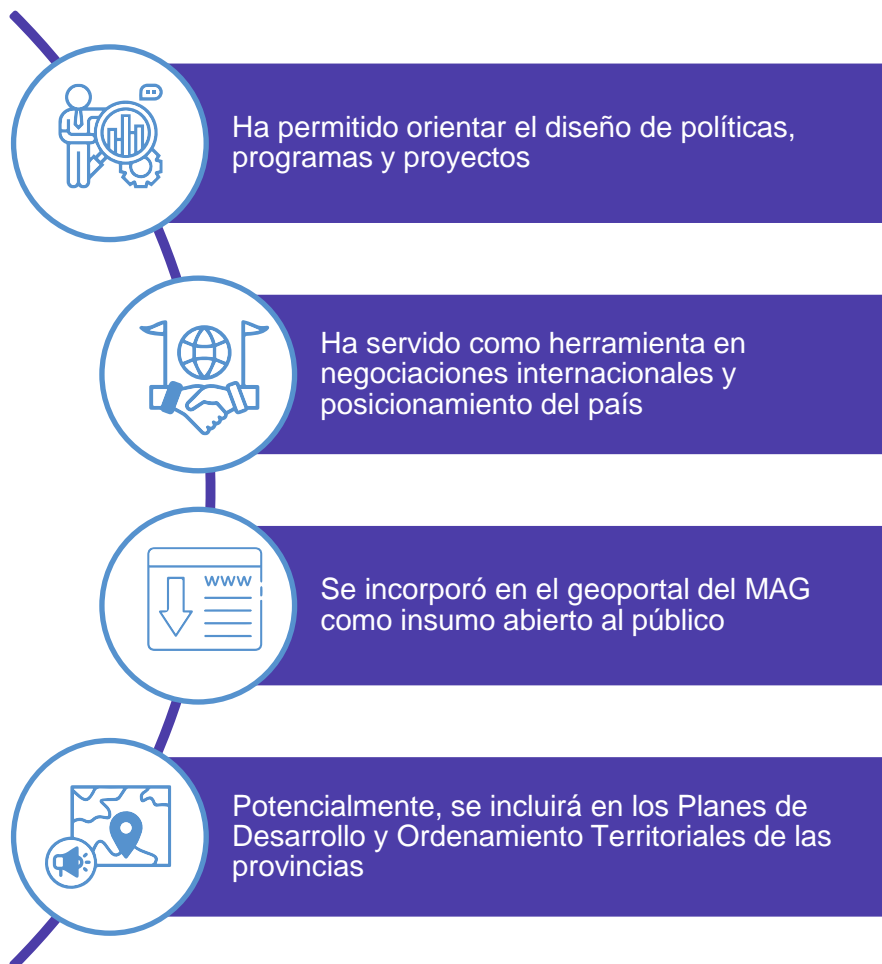 Ha permitido orientar el diseño de políticas,
programas y proyectos
Ha servido como herramienta en
negociaciones internacionales y
posicionamiento del país
www
Se incorporó en el geoportal del MAG
como insumo abierto al público
Potencialmente, se incluirá en los Planes de
Desarrollo y Ordenamiento Territoriales de las
provincias